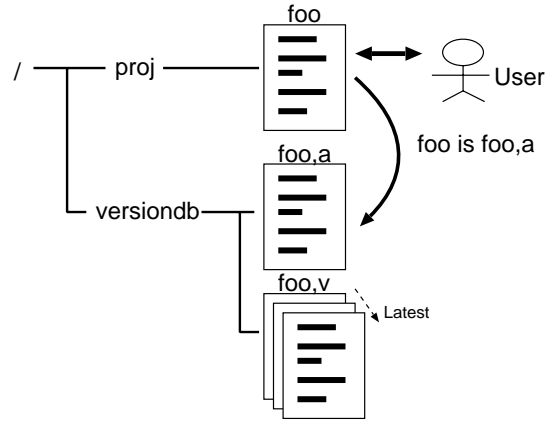 foo
/
proj
User
foo is foo,a
foo,a
versiondb
foo,v
Latest